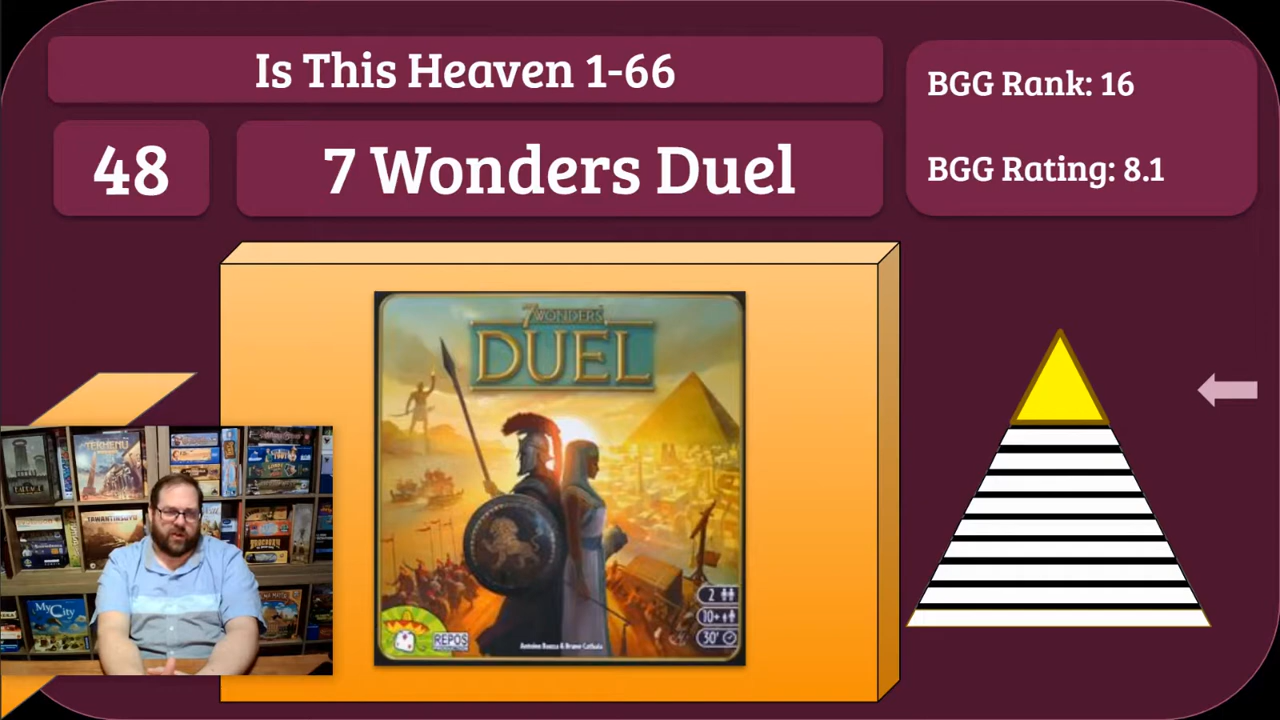 Is This Heaven 1-66
BGG Rank: 16
48
7 Wonders Duel
BGG Rating: 8.1
7 WONDERS
DUEL
2
10+
30'
REPOS
Antoine Bauza & Bruno Cathala
TEKHENU
TAWANTINSUYU
My City